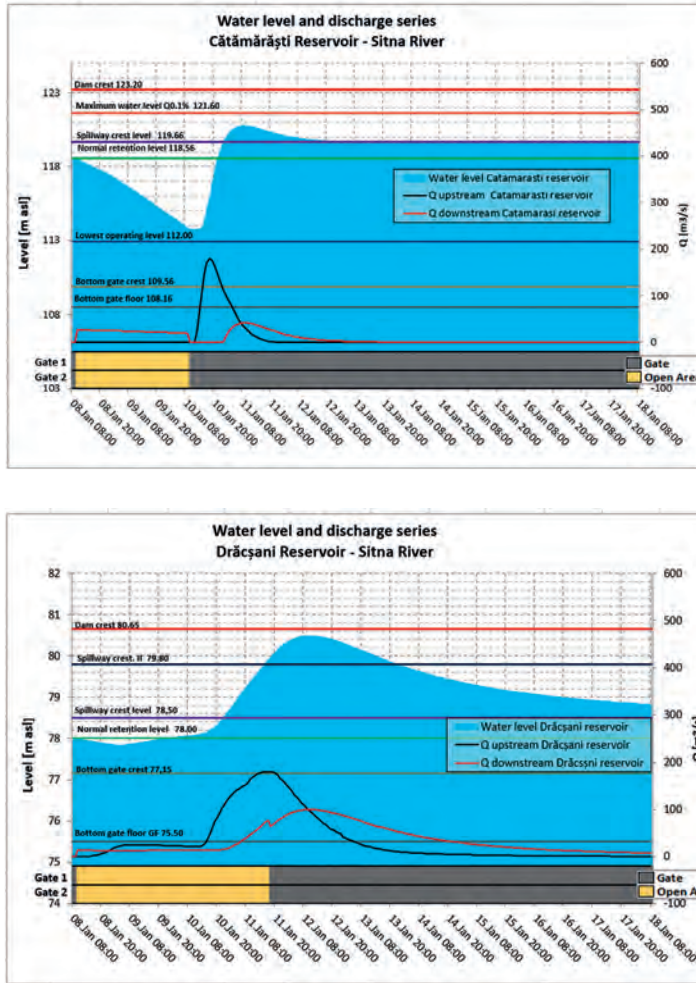 Water level and discharge series
Cătămărăști Reservoir - Sitna River
Dam crest 123.20
Maximum water level Q0.1% 121.60
Spillway crest level 119.66
Normal retention level 118,56
Water level Catamarasti reservoir
Q upstream Catamarasti reservoir
Q downstream Catamarasi reservoir
Lowest operating level 112.00
Bottom gate crest 109.56
Bottom gate floor 108.16
Level [m asl]
123
118
113
108
103
Q [m3/s]
600
500
400
300
200
100
0
-100
Gate 1
Gate 2
Gate
Open Area
08.Jan 08:00
08.Jan 20:00
09.Jan 08:00
09.Jan 20:00
10.Jan 08:00
10.Jan 20:00
11.Jan 08:00
11.Jan 20:00
12.Jan 08:00
12.Jan 20:00
13.Jan 08:00
13.Jan 20:00
14.Jan 08:00
14.Jan 20:00
15.Jan 08:00
15.Jan 20:00
16.Jan 08:00
16.Jan 20:00
17.Jan 08:00
17.Jan 20:00
18.Jan 08:00
Water level and discharge series
Drăcșani Reservoir - Sitna River
Dam crest 80.65
Spillway crest. II 79.80
Spillway crest level 78,50
Normal retention level 78.00
Water level Drăcșani reservoir
Q upstream Drăcșani reservoir
Q downstream Drăcșni reservoir
Bottom gate crest 77,15
Bottom gate floor GF 75.50
Level [m asl]
82
81
80
79
78
77
76
75
74
600
500
400
300
200
100
0
-100
Gate 1
Gate 2
Gate
Open Ar
08.Jan 08:00
08.Jan 20:00
09.Jan 08:00
09.Jan 20:00
10.Jan 08:00
10.Jan 20:00
11.Jan 08:00
11.Jan 20:00
12.Jan 08:00
12.Jan 20:00
13.Jan 08:00
13.Jan 20:00
14.Jan 08:00
14.Jan 20:00
15.Jan 08:00
15.Jan 20:00
16.Jan 08:00
16.Jan 20:00
17.Jan 08:00
17.Jan 20:00
18.Jan 08:00